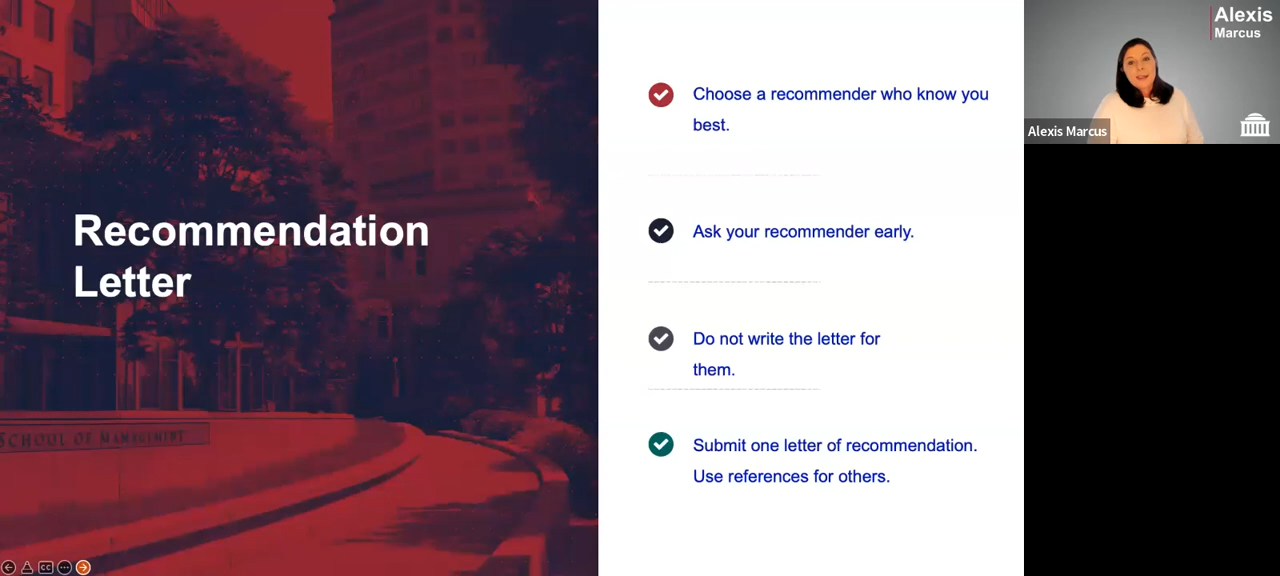 Recommendation
Letter
SCHOOL OF MANAGEMENT
Choose a recommender who know you
best.
Ask your recommender early.
Do not write the letter for
them.
Submit one letter of recommendation.
Use references for others.
Alexis
Marcus
Alexis Marcus
CC